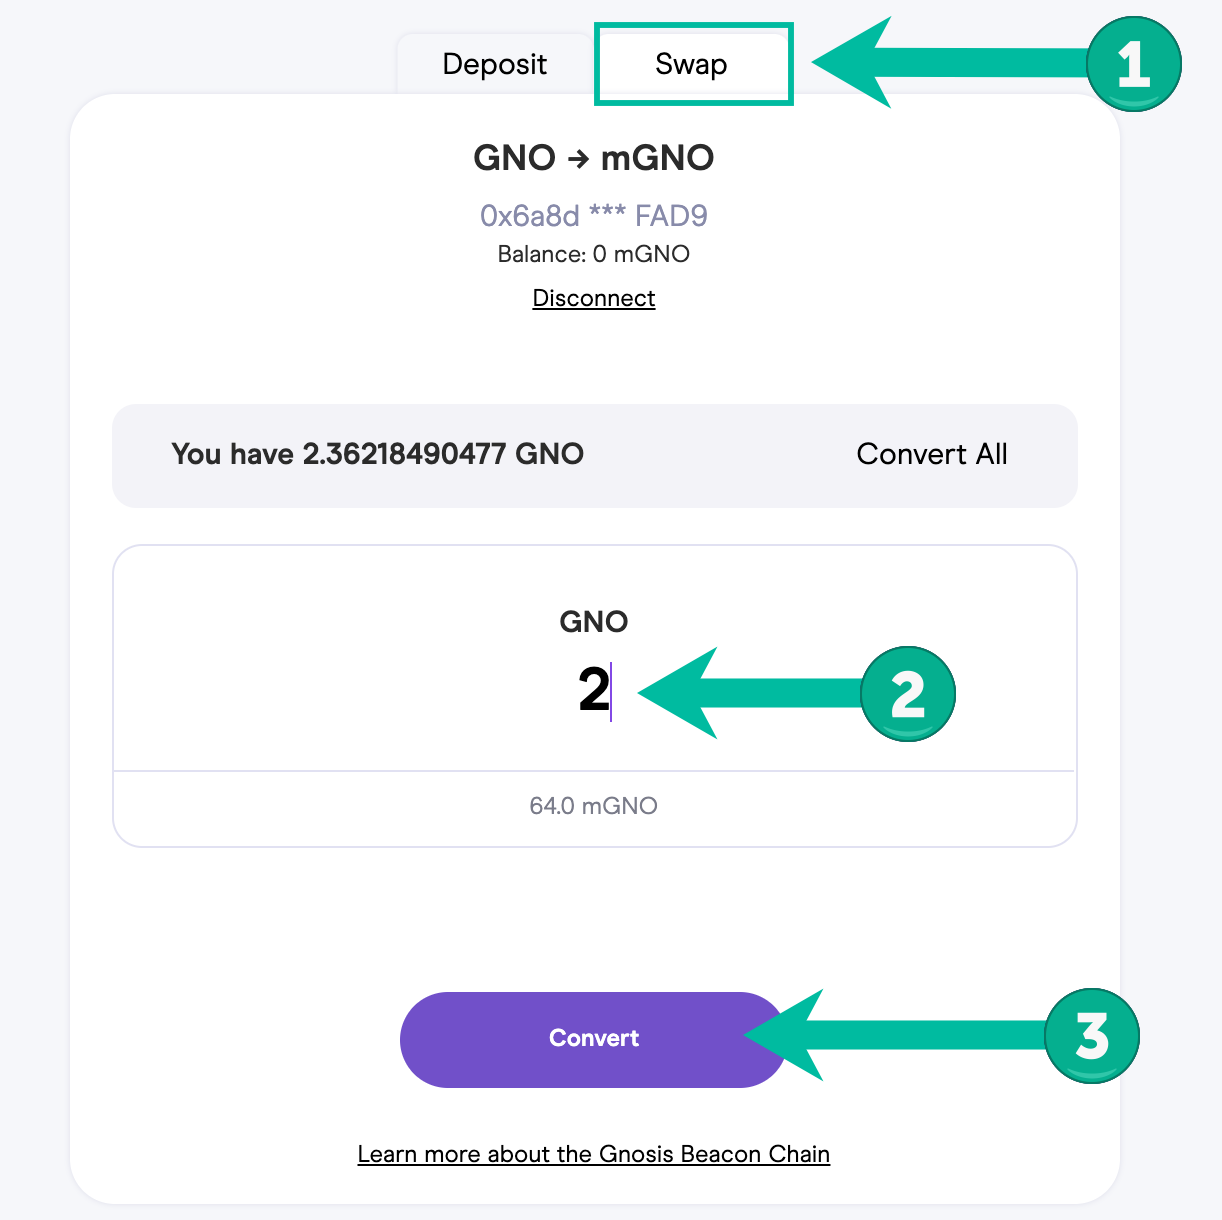 Deposit
Swap
1
GNO → mGNO
0x6a8d *** FAD9
Balance: 0 mGNO
Disconnect
You have 2.36218490477 GNO
Convert All
GNO
2
2
64.0 mGNO
Convert
3
Learn more about the Gnosis Beacon Chain